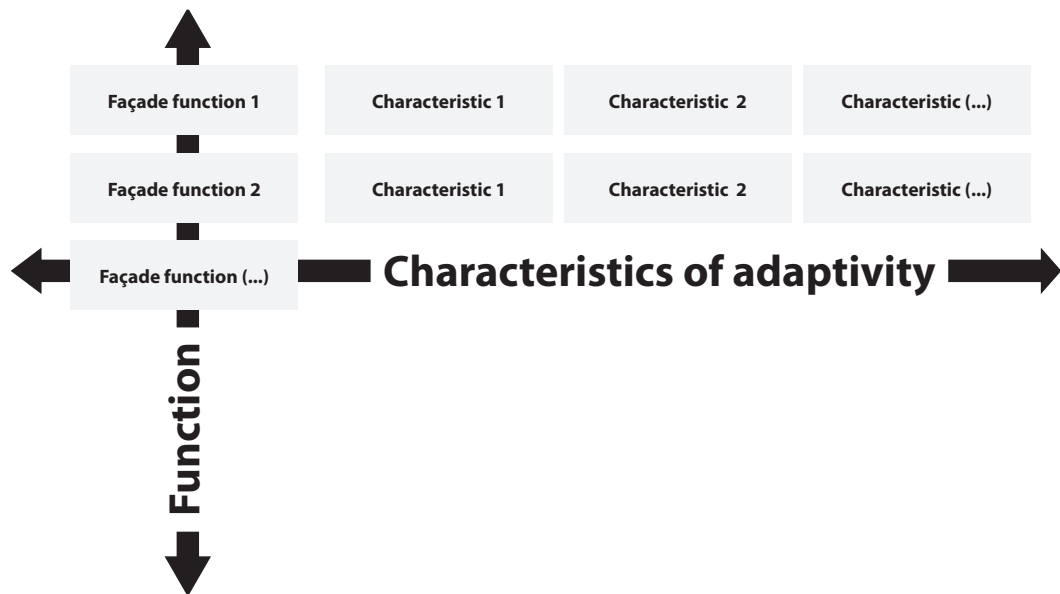 Façade function 1
Characteristic 1
Characteristic 2
Characteristic (...)
Façade function 2
Characteristic 1
Characteristic 2
Characteristic (...)
Façade function (...)
Characteristics of adaptivity
Function